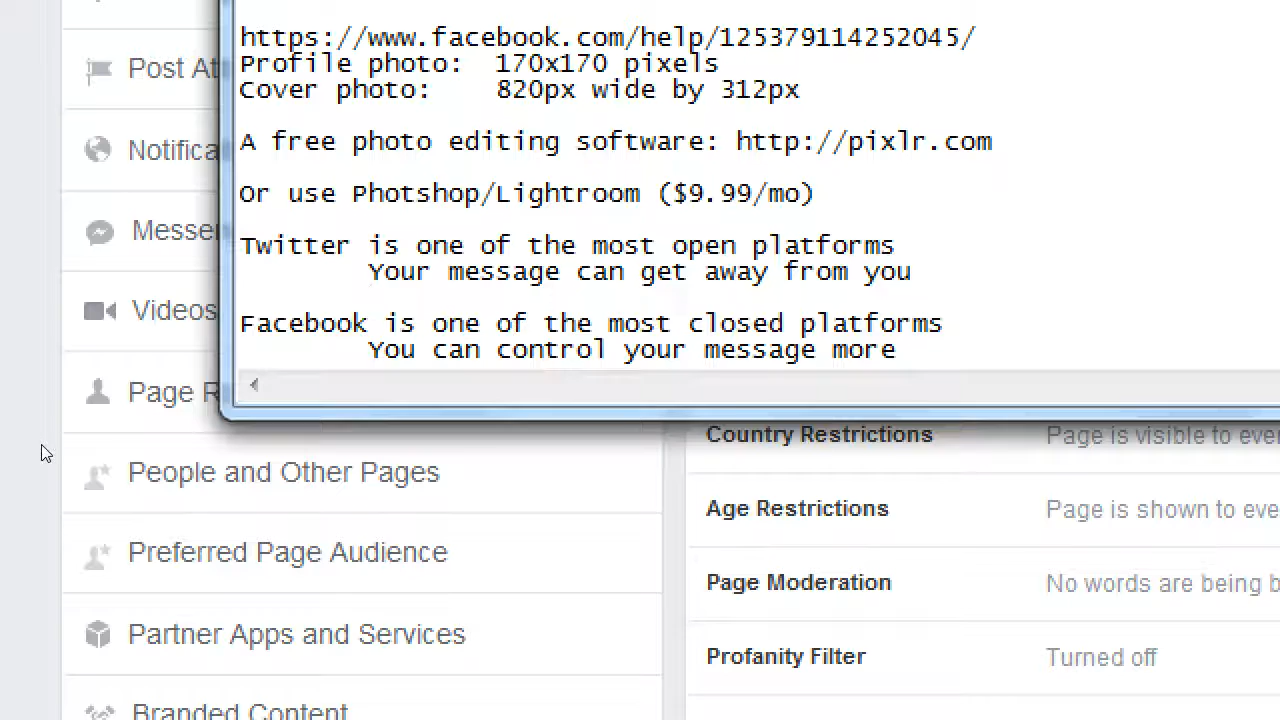 https://www.facebook.com/help/125379114252045/
Profile photo:  170x170 pixels
Cover photo:    820px wide by 312px
A free photo editing software: http://pixlr.com
Or use Photshop/Lightroom ($9.99/mo)
Twitter is one of the most open platforms
Your message can get away from you
Facebook is one of the most closed platforms
You can control your message more
Post At
Notifica
Messen
Videos
Page R
People and Other Pages
Preferred Page Audience
Partner Apps and Services
Branded Content
Country Restrictions Page is visible to eve
Age Restrictions Page is shown to eve
Page Moderation No words are being b
Profanity Filter Turned off